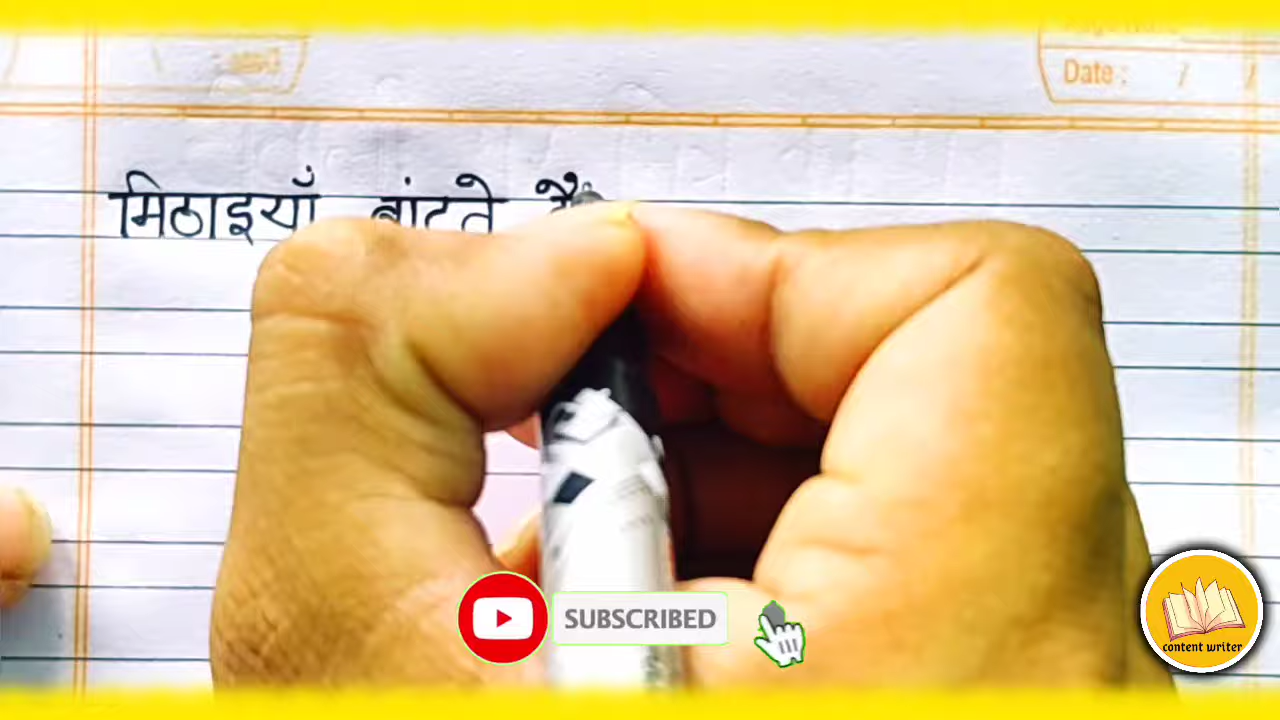 Date : / /
मिठाइयाँ बांटते हैं
SUBSCRIBED
content writer